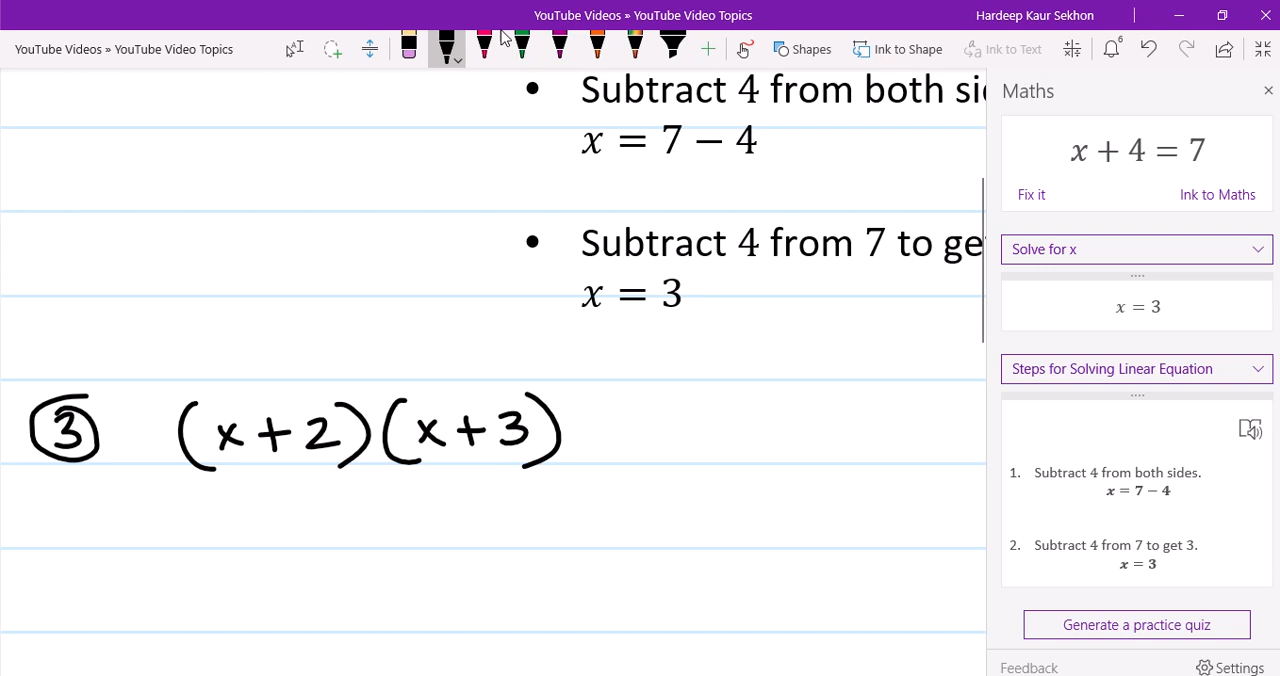 YouTube Videos » YouTube Video Topics
Hardeep Kaur Sekhon
YouTube Videos » YouTube Video Topics
Shapes
Ink to Shape
Ink to Text
6
• Subtract 4 from both si
x = 7 − 4
• Subtract 4 from 7 to ge
x = 3
③ (x+2)(x+3)
Maths
x + 4 = 7
Fix it
Ink to Maths
Solve for x
x = 3
Steps for Solving Linear Equation
1. Subtract 4 from both sides.
x = 7 − 4
2. Subtract 4 from 7 to get 3.
x = 3
Generate a practice quiz
Feedback
Settings